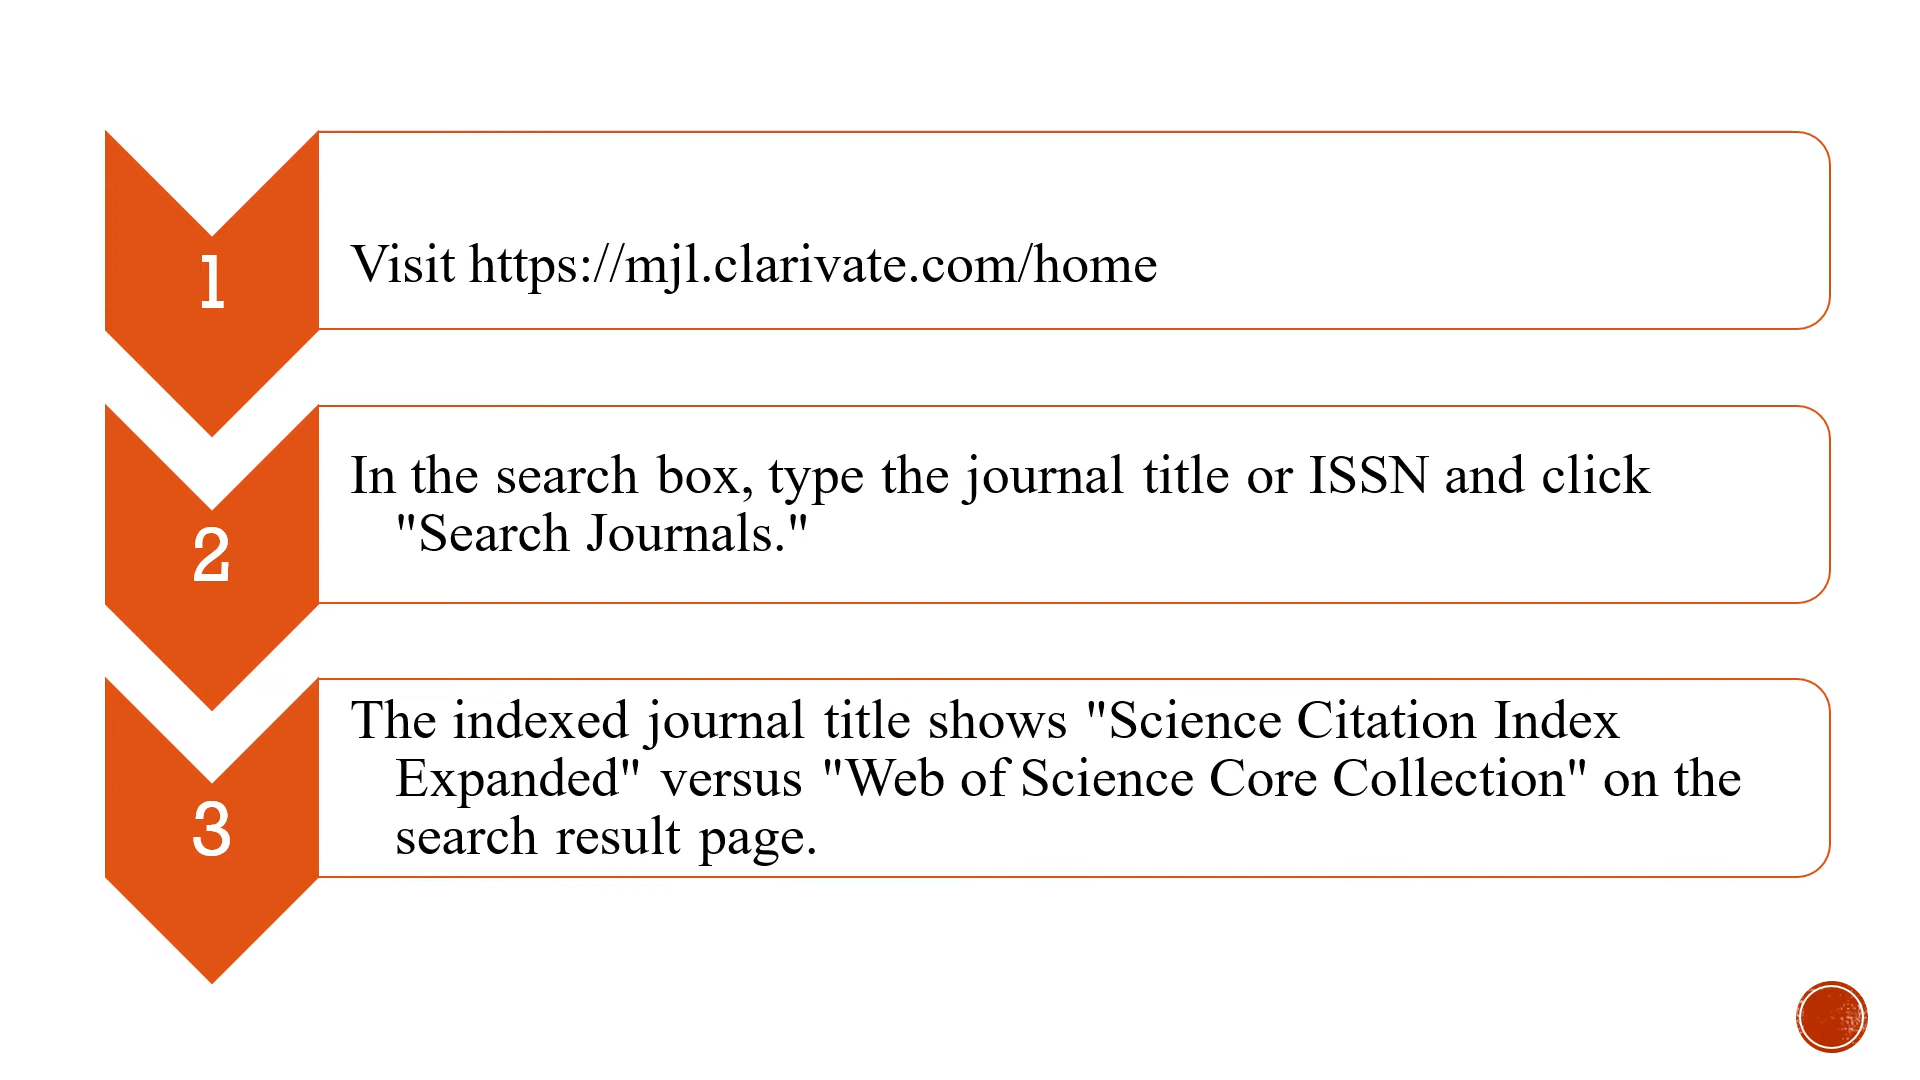 1
Visit https://mjl.clarivate.com/home
2
In the search box, type the journal title or ISSN and click
"Search Journals."
3
The indexed journal title shows "Science Citation Index
Expanded" versus "Web of Science Core Collection" on the
search result page.